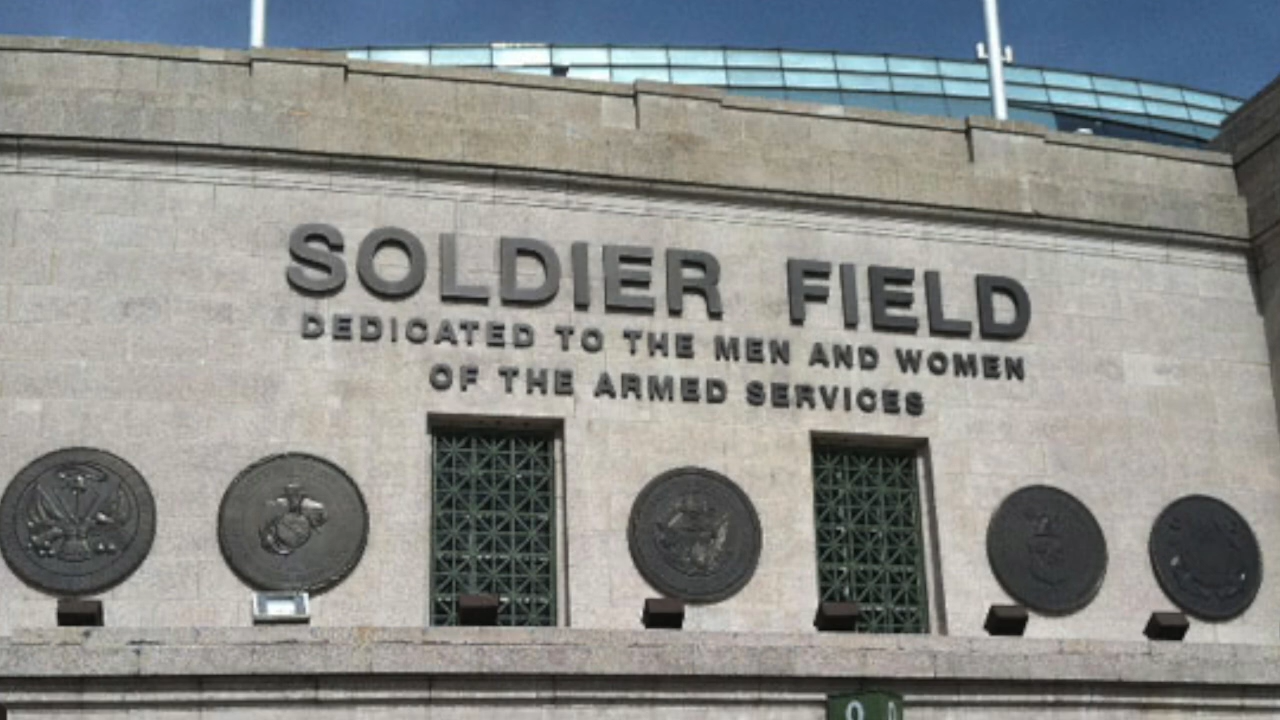 SOLDIER FIELD
DEDICATED TO THE MEN AND WOMEN
OF THE ARMED SERVICES